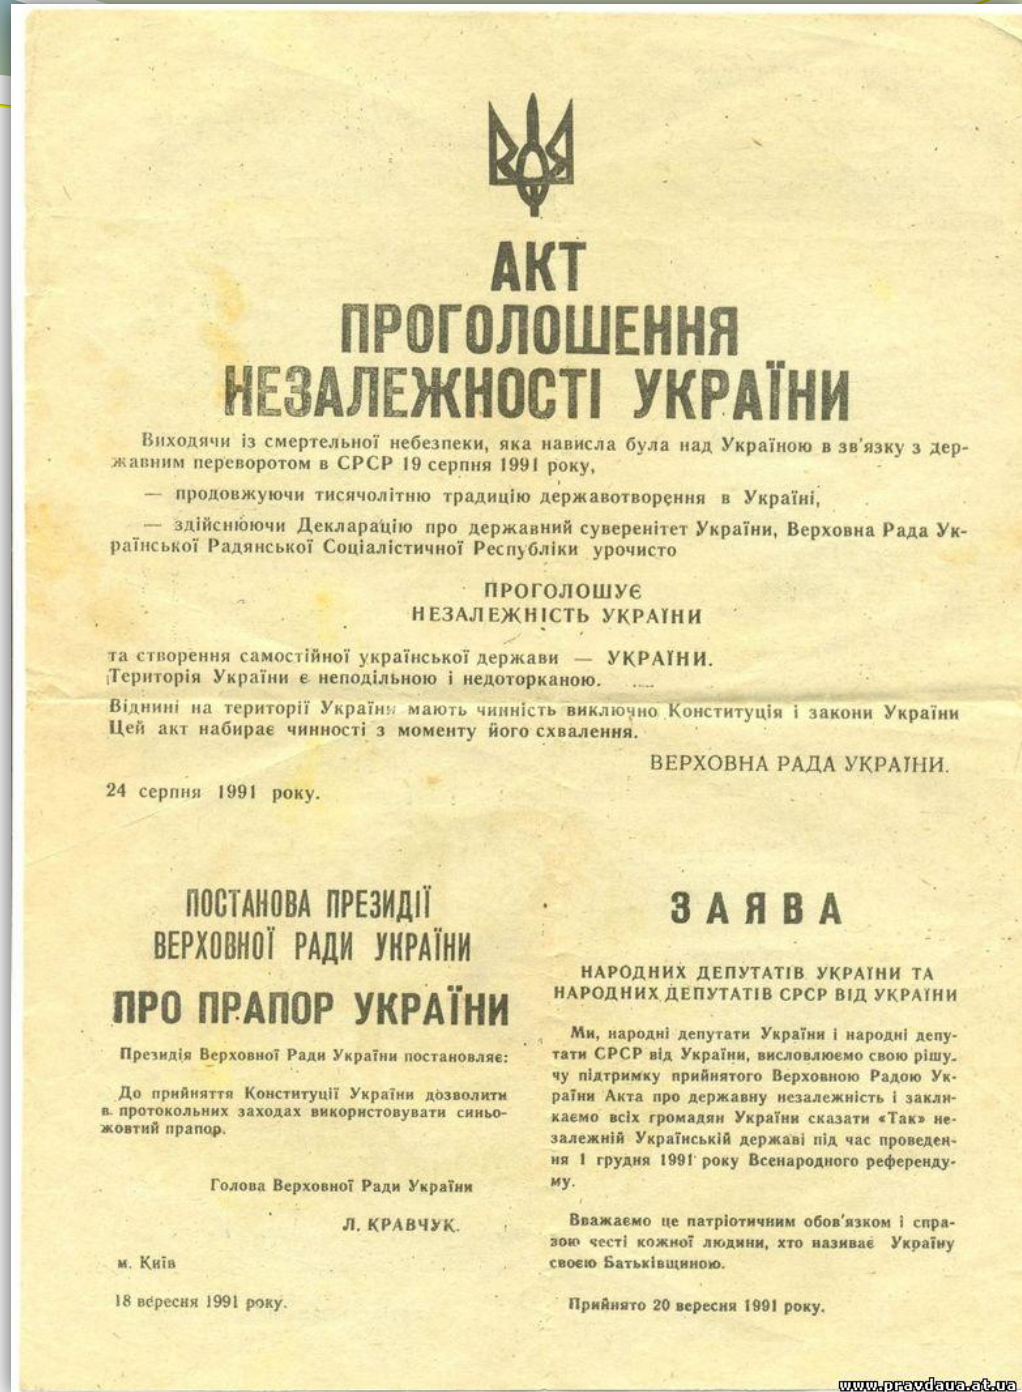 АКТ
ПРОГОЛОШЕННЯ
НЕЗАЛЕЖНОСТІ УКРАЇНИ
Виходячи із смертельної небезпеки, яка нависла була над Україною в зв'язку з дер-
жавним переворотом в СРСР 19 серпня 1991 року,
— продовжуючи тисячолітню традицію державотворення в Україні,
— здійснюючи Декларацію про державний суверенітет України, Верховна Рада Ук-
раїнської Радянської Соціалістичної Республіки урочисто
ПРОГОЛОШУЄ
НЕЗАЛЕЖНІСТЬ УКРАЇНИ
та створення самостійної української держави — УКРАЇНИ.
Територія України є неподільною і недоторканою.
Віднині на території України мають чинність виключно Конституція і закони України
Цей акт набирає чинності з моменту його схвалення.
ВЕРХОВНА РАДА УКРАЇНИ.
24 серпня 1991 року.
ПОСТАНОВА ПРЕЗИДІЇ
ВЕРХОВНОЇ РАДИ УКРАЇНИ
ПРО ПРАПОР УКРАЇНИ
Президія Верховної Ради України постановляє:
До прийняття Конституції України дозволити
в протокольних заходах використовувати синьо-
жовтий прапор.
Голова Верховної Ради України
Л. КРАВЧУК.
м. Київ
18 вересня 1991 року.
ЗАЯВА
НАРОДНИХ ДЕПУТАТІВ УКРАЇНИ ТА
НАРОДНИХ ДЕПУТАТІВ СРСР ВІД УКРАЇНИ
Ми, народні депутати України і народні депу-
тати СРСР від України, висловлюємо свою рішу-
чу підтримку прийнятого Верховною Радою Ук-
раїни Акта про державну незалежність і закли-
каємо всіх громадян України сказати «Так» не-
залежній Українській державі під час проведен-
ня 1 грудня 1991 року Всенародного референду-
му.
Вважаємо це патріотичним обов'язком і спра-
вою честі кожної людини, хто називає Україну
своєю Батьківщиною.
Прийнято 20 вересня 1991 року.
www.pravdaua.at.ua